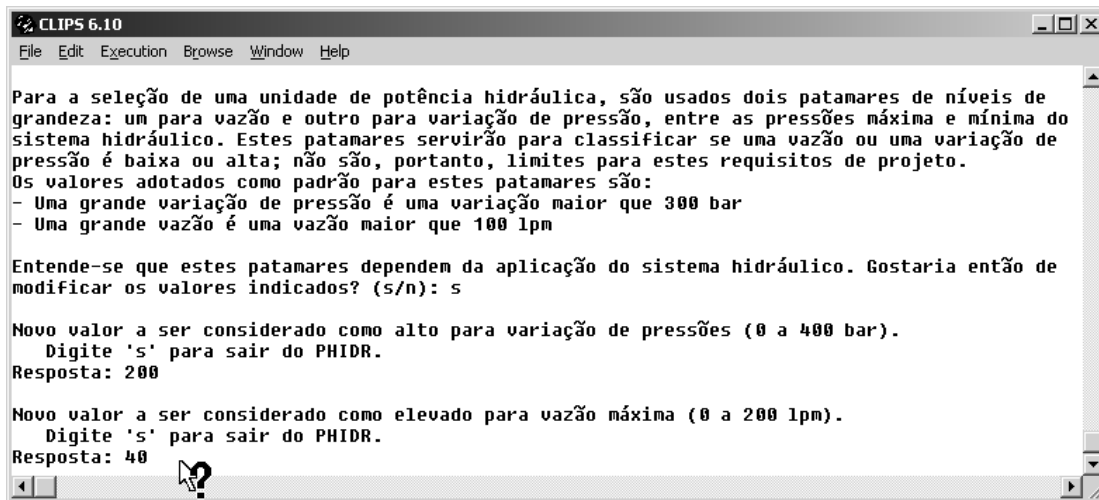 CLIPS 6.10
File Edit Execution Browse Window Help
Para a seleção de uma unidade de potência hidráulica, são usados dois patamares de níveis de
grandeza: um para vazão e outro para variação de pressão, entre as pressões máxima e mínima do
sistema hidráulico. Estes patamares servirão para classificar se uma vazão ou uma variação de
pressão é baixa ou alta; não são, portanto, limites para estes requisitos de projeto.
Os valores adotados como padrão para estes patamares são:
- Uma grande variação de pressão é uma variação maior que 300 bar
- Uma grande vazão é uma vazão maior que 100 lpm
Entende-se que estes patamares dependem da aplicação do sistema hidráulico. Gostaria então de
modificar os valores indicados? (s/n): s
Novo valor a ser considerado como alto para variação de pressões (0 a 400 bar).
Digite 's' para sair do PHIDR.
Resposta: 200
Novo valor a ser considerado como elevado para vazão máxima (0 a 200 lpm).
Digite 's' para sair do PHIDR.
Resposta: 40